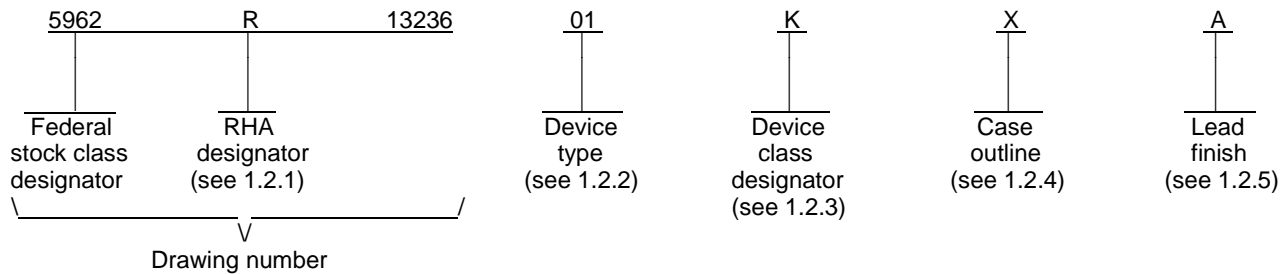 5962 R 13236 01 K X A
Federal stock class designator
RHA designator (see 1.2.1)
Device type (see 1.2.2)
Device class designator (see 1.2.3)
Case outline (see 1.2.4)
Lead finish (see 1.2.5)
\ /
\/
Drawing number